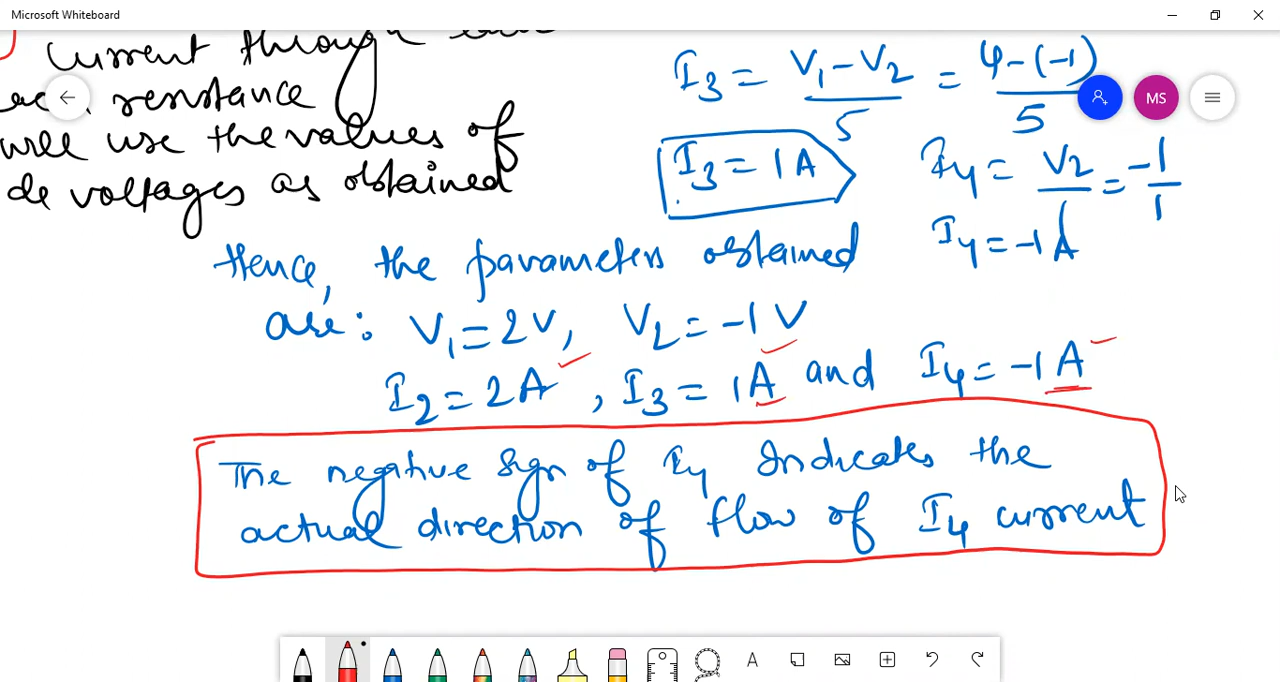 Microsoft Whiteboard
current through
resistance
will use the values of
de voltages as obtained
I3 = V1-V2/5 = 4-(-1)/5
MS
I3 = 1A
I4 = V2/1 = -1/1
I4 = -1A
Hence, the parameters obtained
are: V1=2V, V2=-1V
I2=2A, I3=1A and I4=-1A
The negative sign of I4 Indicates the
actual direction of flow of I4 current
A